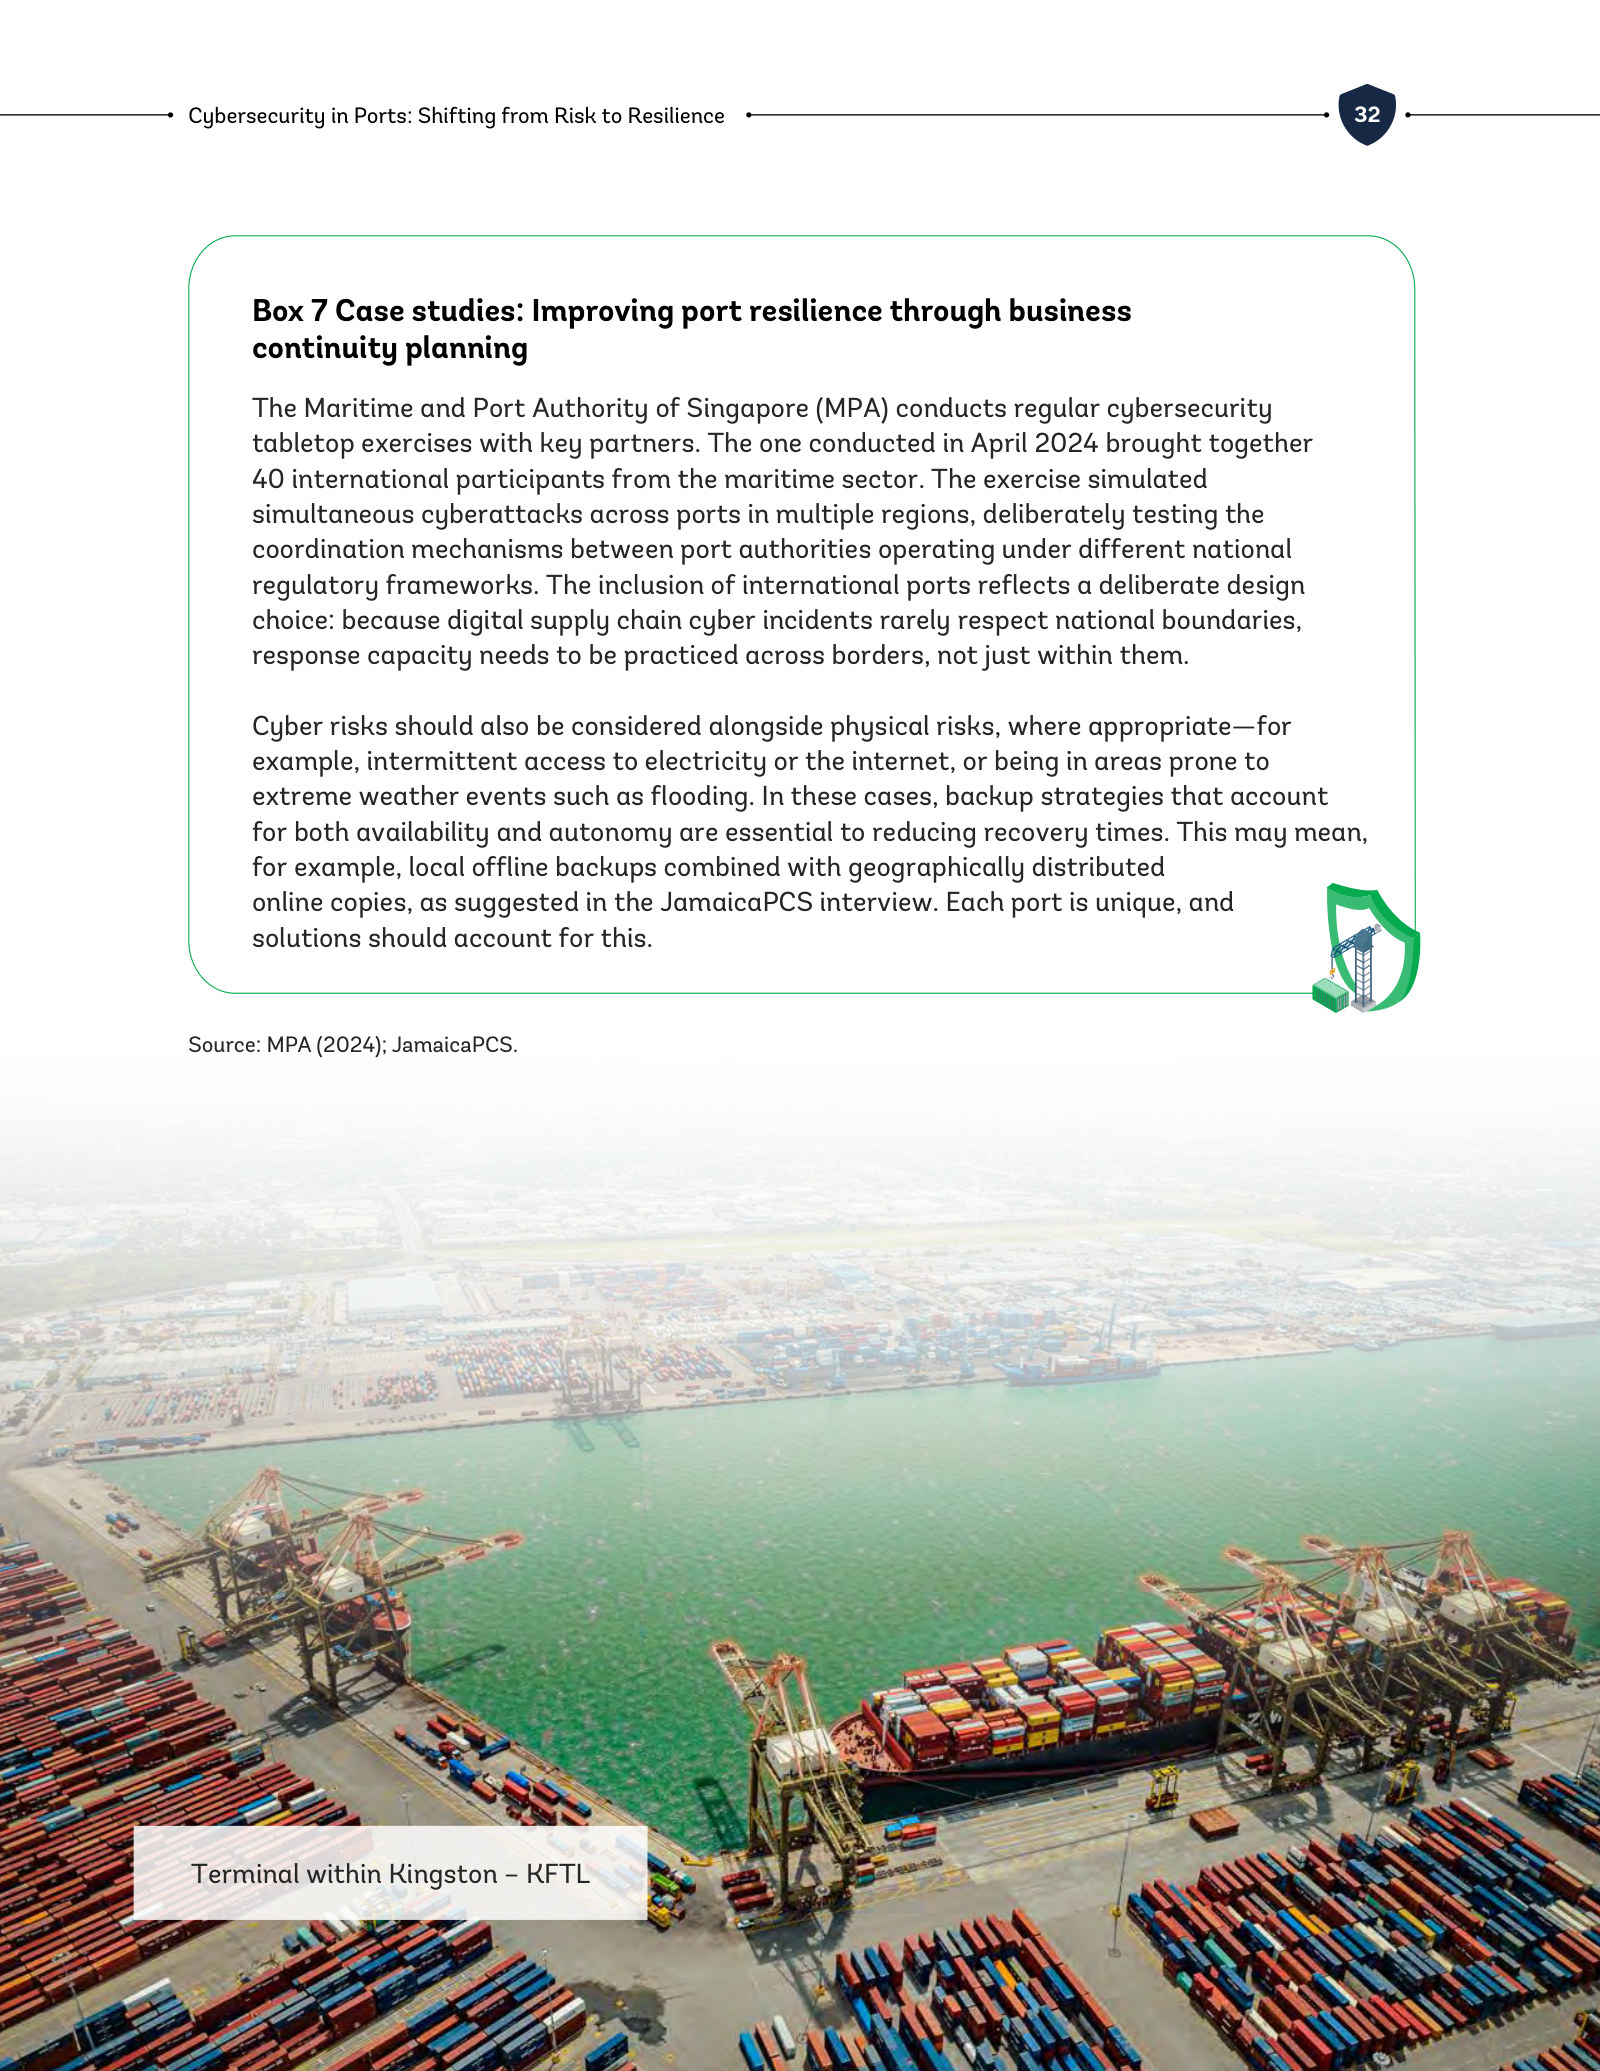 Cybersecurity in Ports: Shifting from Risk to Resilience
32
Box 7 Case studies: Improving port resilience through business
continuity planning
The Maritime and Port Authority of Singapore (MPA) conducts regular cybersecurity
tabletop exercises with key partners. The one conducted in April 2024 brought together
40 international participants from the maritime sector. The exercise simulated
simultaneous cyberattacks across ports in multiple regions, deliberately testing the
coordination mechanisms between port authorities operating under different national
regulatory frameworks. The inclusion of international ports reflects a deliberate design
choice: because digital supply chain cyber incidents rarely respect national boundaries,
response capacity needs to be practiced across borders, not just within them.
Cyber risks should also be considered alongside physical risks, where appropriate—for
example, intermittent access to electricity or the internet, or being in areas prone to
extreme weather events such as flooding. In these cases, backup strategies that account
for both availability and autonomy are essential to reducing recovery times. This may mean,
for example, local offline backups combined with geographically distributed
online copies, as suggested in the JamaicaPCS interview. Each port is unique, and
solutions should account for this.
Source: MPA (2024); JamaicaPCS.
Terminal within Kingston – KFTL